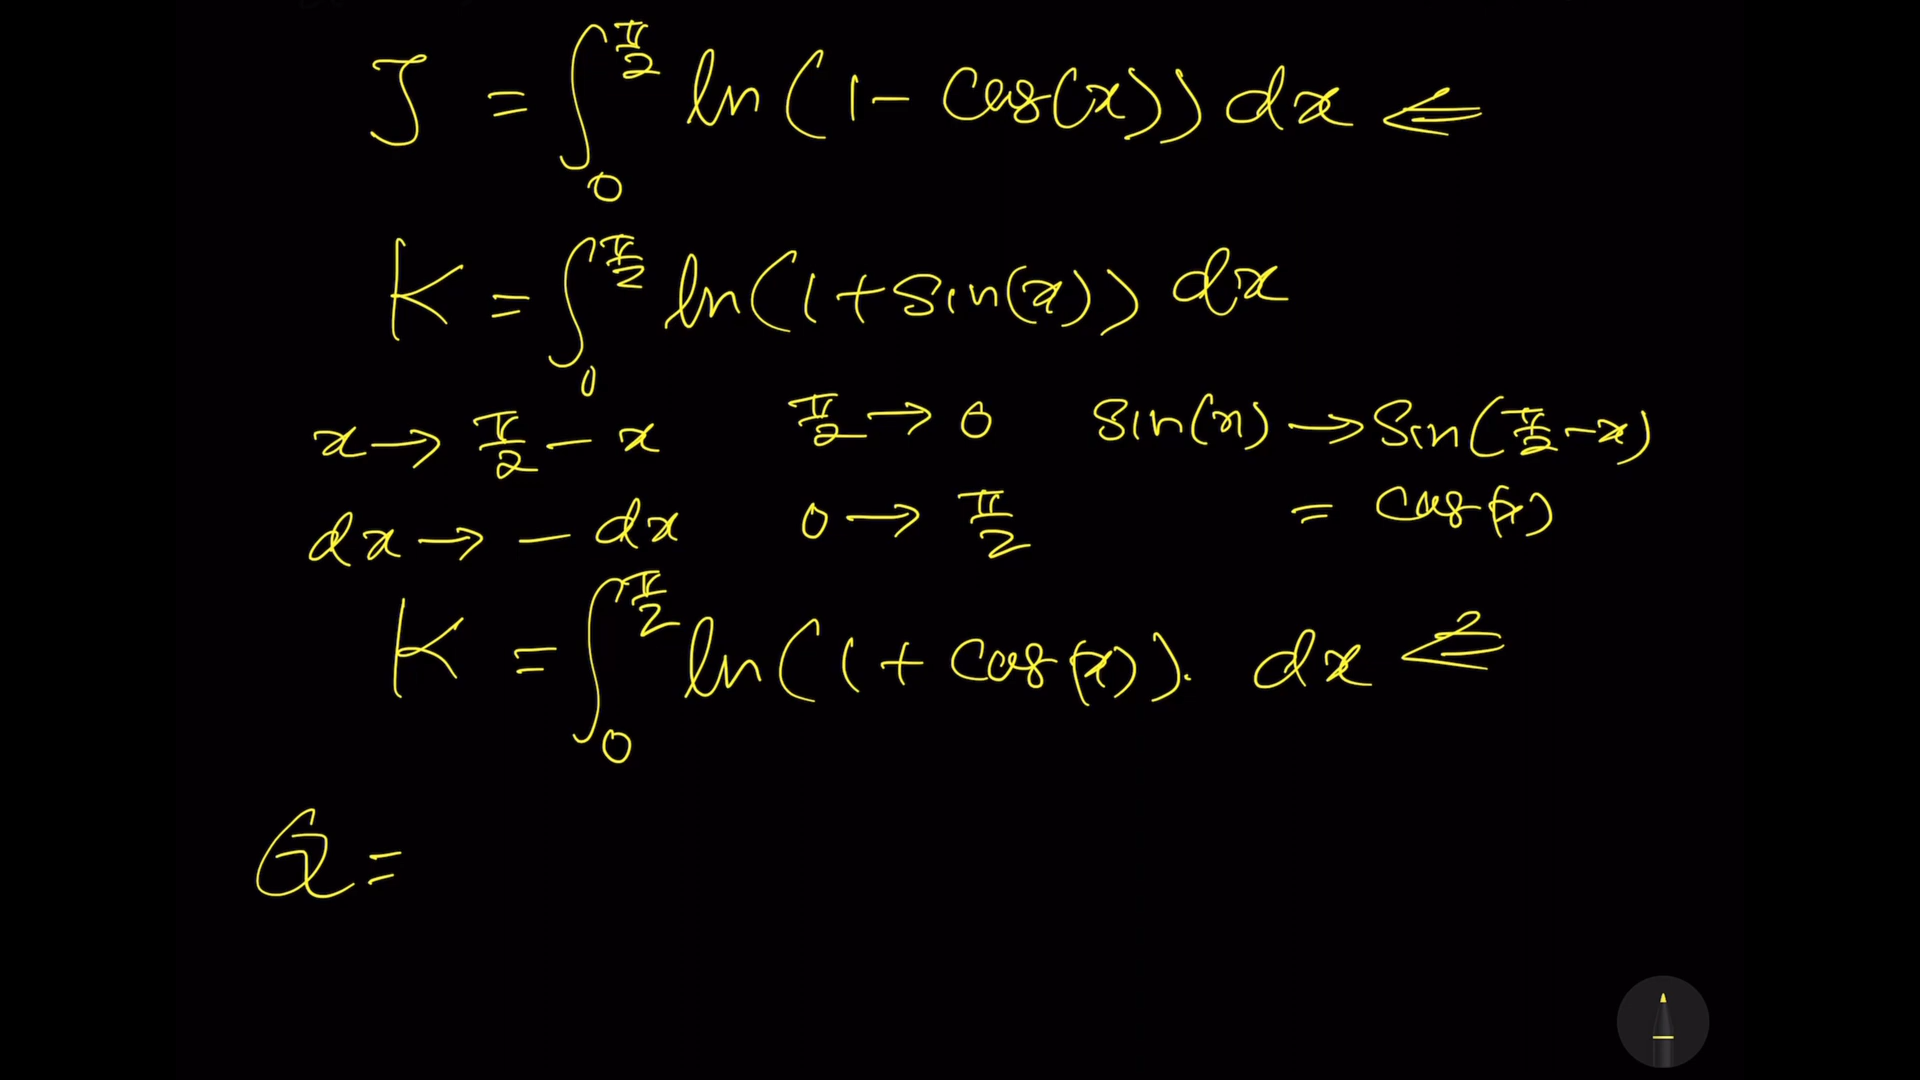 J = ∫₀^(π/2) ln(1 - cos(x)) dx ⇐
K = ∫₀^(π/2) ln(1 + sin(x)) dx
x → π/2 - x π/2 → 0 sin(x) → sin(π/2 - x)
dx → - dx 0 → π/2 = cos(x)
K = ∫₀^(π/2) ln(1 + cos(x)). dx ⇐
G =